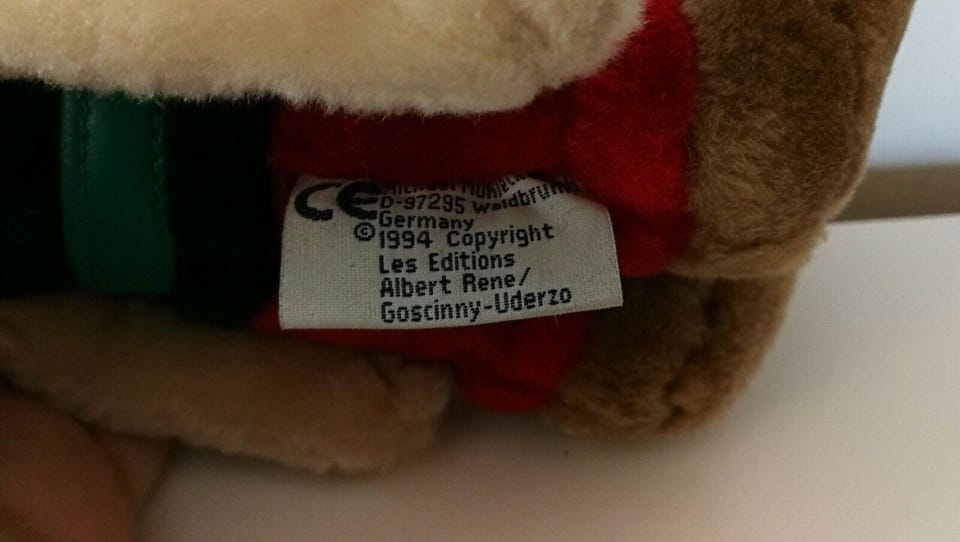 CE
D-97295 Waldbrunn
Germany
©1994 Copyright
Les Editions
Albert Rene/
Goscinny-Uderzo